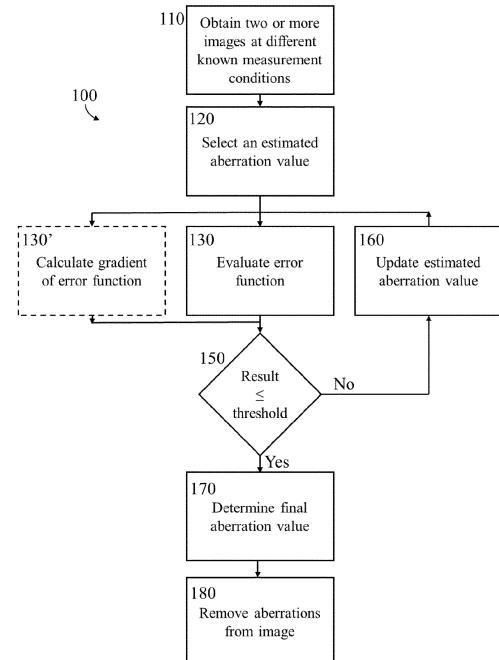 110
Obtain two or more
images at different
known measurement
conditions
100
120
Select an estimated
aberration value
130'
Calculate gradient
of error function
130
Evaluate error
function
160
Update estimated
aberration value
150
Result
≤
threshold
No
Yes
170
Determine final
aberration value
180
Remove aberrations
from image